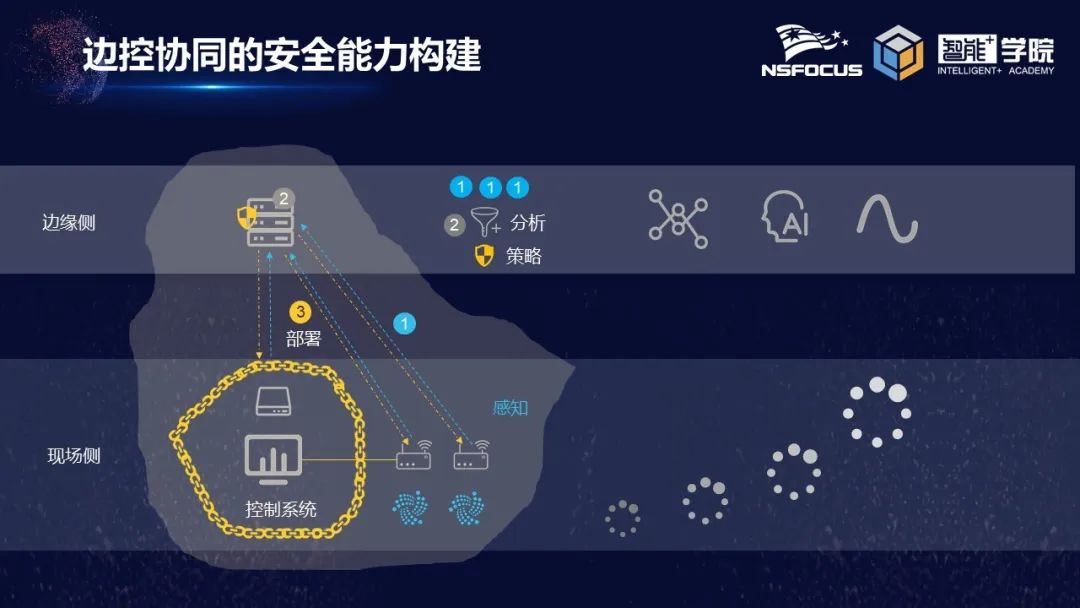 边控协同的安全能力构建
NSFOCUS
智能+学院
INTELLIGENT+ ACADEMY
边缘侧
2
1 1 1
2 分析
策略
AI
3
部署
1
感知
现场侧
控制系统